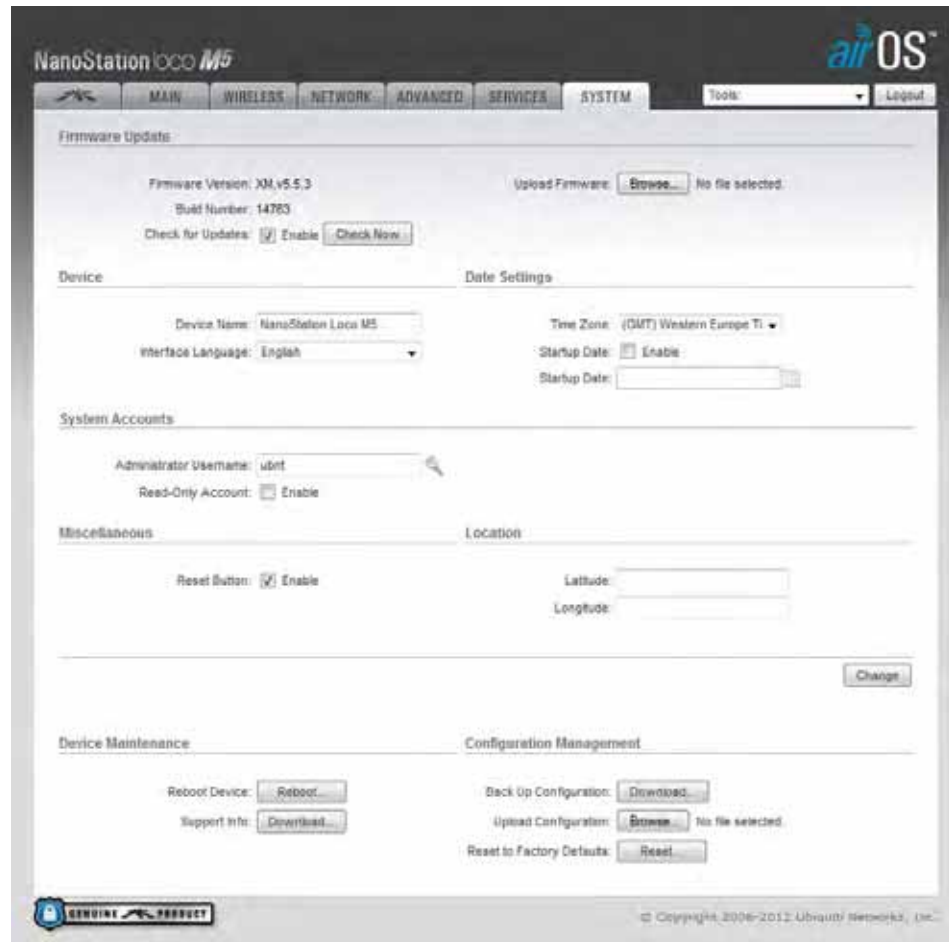 NanoStation loco M5
airOS™
MAIN WIRELESS NETWORK ADVANCED SERVICES SYSTEM Tools: Logout
Firmware Update
Firmware Version: XM.v5.5.3
Upload Firmware: Browse... No file selected.
Build Number: 14763
Check for Updates: Enable Check Now
Device
Date Settings
Device Name: NanoStation Loco M5
Time Zone: (GMT) Western Europe Ti
Interface Language: English
Startup Date: Enable
Startup Date:
System Accounts
Administrator Username: ubnt
Read-Only Account: Enable
Miscellaneous
Location
Reset Button: Enable
Latitude:
Longitude:
Change
Device Maintenance
Configuration Management
Reboot Device: Reboot...
Back Up Configuration: Download...
Support Info: Download...
Upload Configuration: Browse... No file selected.
Reset to Factory Defaults: Reset...
GENUINE PRODUCT
© Copyright 2006-2012 Ubiquiti Networks, Inc.